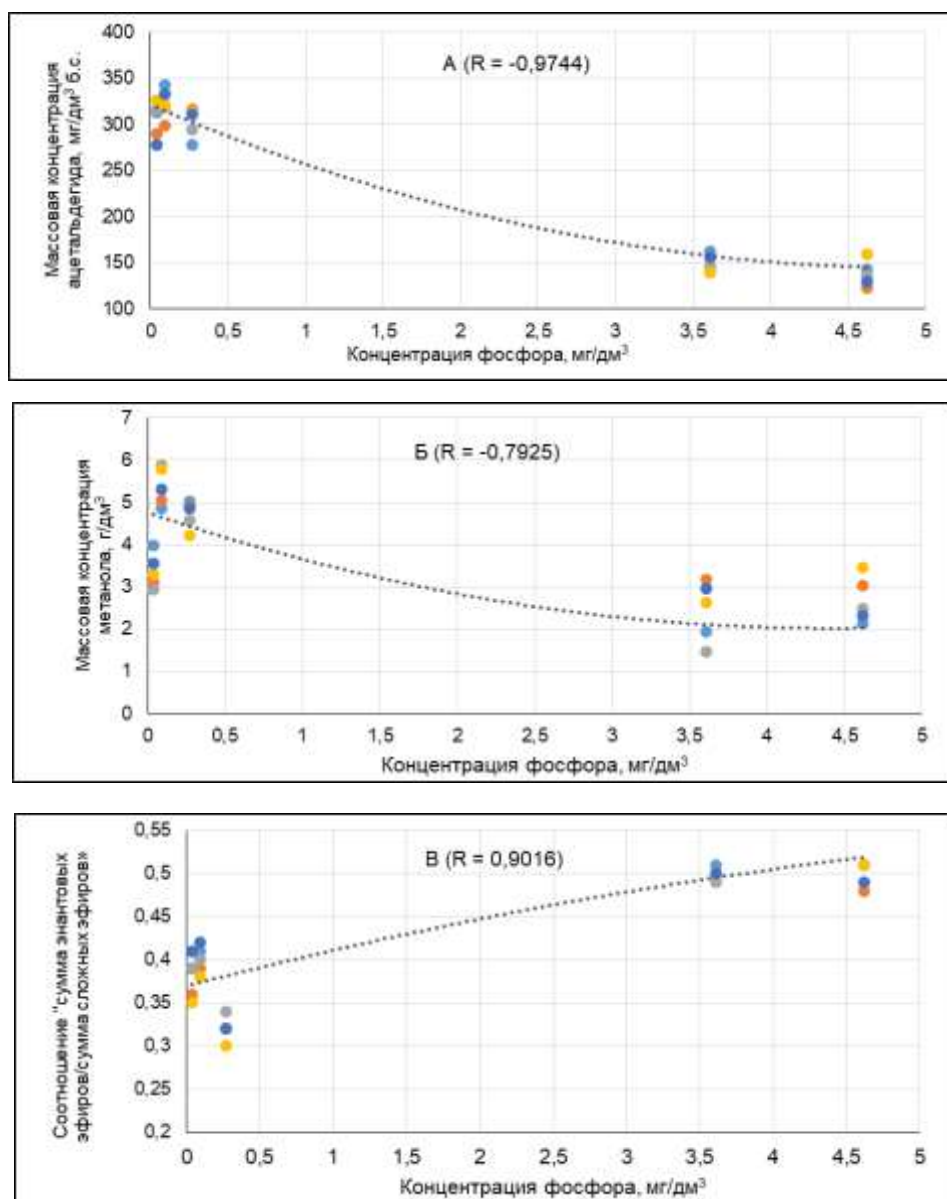 Массовая концентрация
ацетальдегида, мг/дм³ б.с.
400
350
300
250
200
150
100
А (R = -0,9744)
0 0,5 1 1,5 2 2,5 3 3,5 4 4,5 5
Концентрация фосфора, мг/дм³
Массовая концентрация
метанола, г/дм³
7
6
5
4
3
2
1
0
Б (R = -0,7925)
0 0,5 1 1,5 2 2,5 3 3,5 4 4,5 5
Концентрация фосфора, мг/дм³
Соотношение "сумма энантовых
эфиров/сумма сложных эфиров»
0,55
0,5
0,45
0,4
0,35
0,3
0,25
0,2
В (R = 0,9016)
0 0,5 1 1,5 2 2,5 3 3,5 4 4,5 5
Концентрация фосфора, мг/дм³